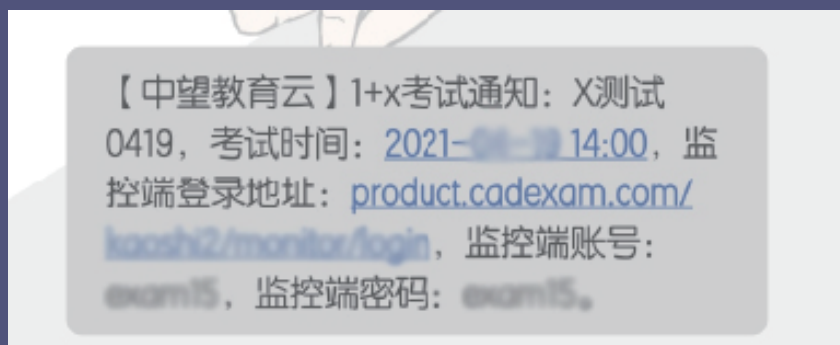 【中望教育云】1+x考试通知：X测试
0419，考试时间：2021- 14:00，监
控端登录地址：product.cadexam.com/
，监控端账号：
，监控端密码：